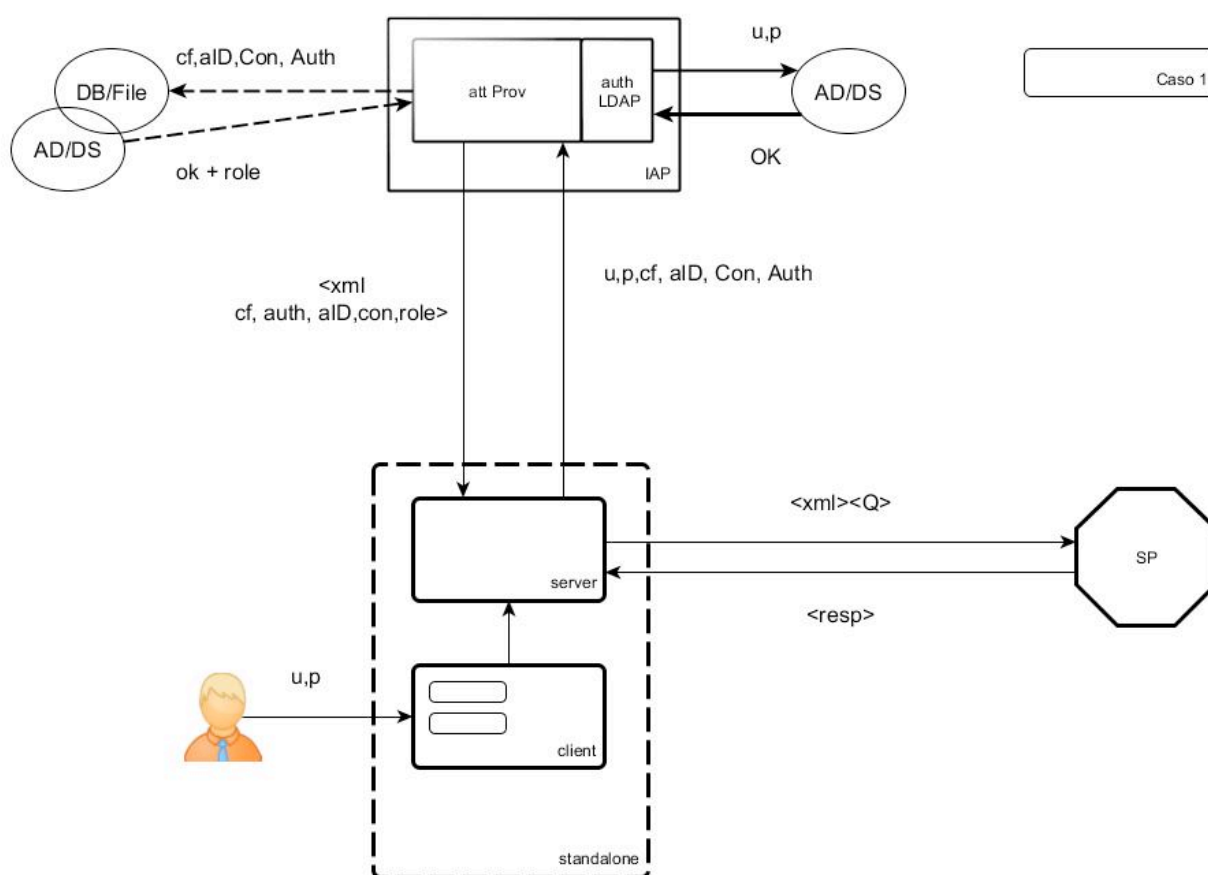 u,p
cf,aID,Con, Auth
DB/File
att Prov
auth
LDAP
AD/DS
Caso 1
AD/DS
ok + role
IAP
OK
<xml
cf, auth, aID,con,role>
u,p,cf, aID, Con, Auth
<xml><Q>
server
SP
<resp>
u,p
client
standalone